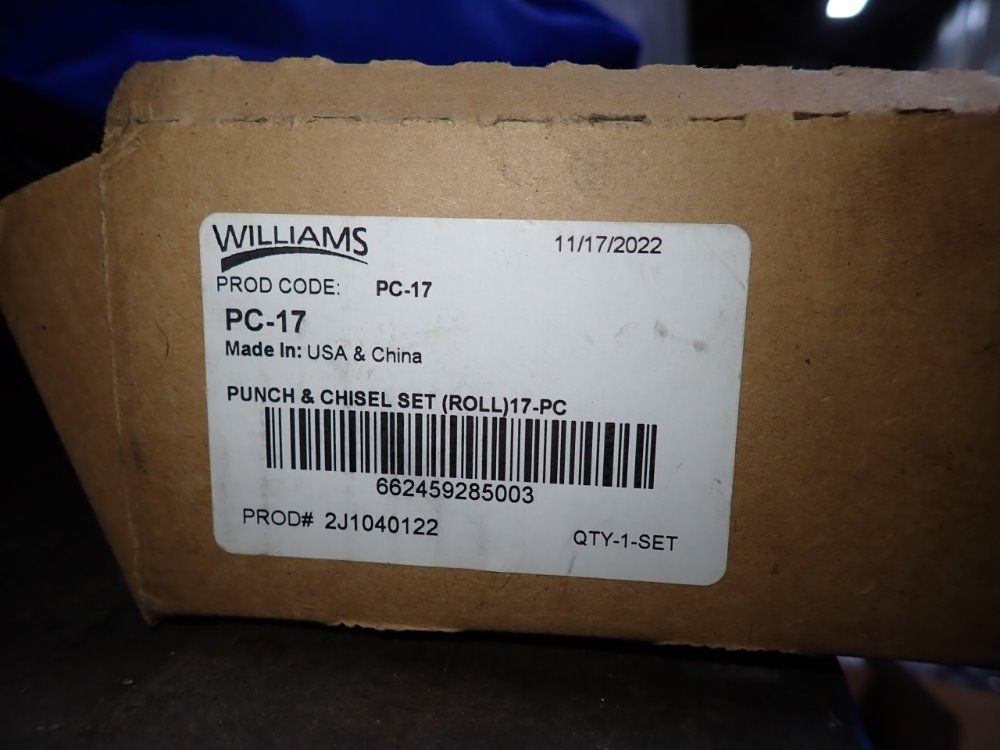 WILLIAMS 11/17/2022
PROD CODE: PC-17
PC-17
Made In: USA & China
PUNCH & CHISEL SET (ROLL)17-PC
662459285003
PROD# 2J1040122 QTY-1-SET